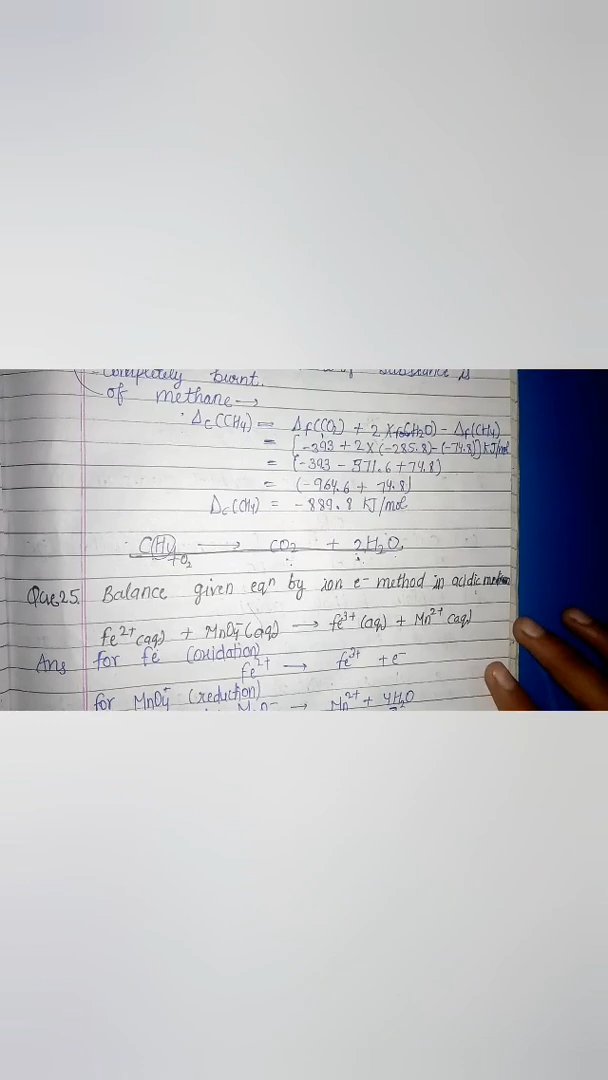 completely burnt. of substance is
of methane →
Δc(CH4) = Δf(CO2) + 2 × f(H2O) - Δf(CH4)
= [-393 + 2 × (-285.8) - (-74.8)] KJ/mol
= (-393 - 571.6 + 74.8)
= (-964.6 + 74.8)
Δc(CH4) = -889.8 KJ/mol
CH4 + O2 → CO2 + 2H2O.
Que25. Balance given eqn by ion e- method in acidic medium
fe2+ (aq) + MnO4- (aq) → fe3+ (aq) + Mn2+ (aq)
Ans for fe (oxidation)
fe2+ → fe3+ + e-
for MnO4- (reduction)
→ Mn2+ + 4H2O